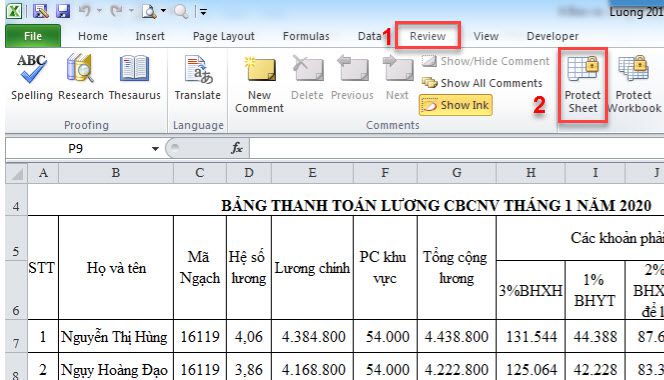 Luong 201
File Home Insert Page Layout Formulas Data Review View Developer
1
ABC
Spelling Research Thesaurus Translate New Comment Delete Previous Next
Show/Hide Comment
Show All Comments
Show Ink
2
Protect Sheet Protect Workbook
Proofing Language Comments
P9 fx
A B C D E F G H I J
4 BẢNG THANH TOÁN LƯƠNG CBCNV THÁNG 1 NĂM 2020
5 Các khoản phải
STT Họ và tên Mã Ngạch Hệ số lương Lương chính PC khu vực Tổng cộng lương
6 3%BHXH 1% BHYT 2%
7 1 Nguyễn Thị Hùng 16119 4,06 4.384.800 54.000 4.438.800 131.544 44.388 87.6
8 2 Ngụy Hoàng Đạo 16119 3,86 4.168.800 54.000 4.222.800 125.064 42.228 83.3